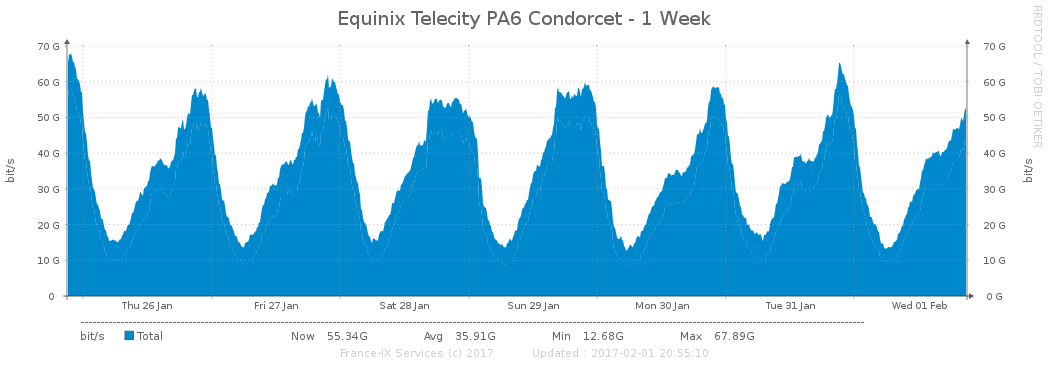 Equinix Telecity PA6 Condorcet - 1 Week
RRDTOOL / TOBI OETIKER
70 G 70 G
60 G 60 G
50 G 50 G
40 G 40 G
30 G 30 G
20 G 20 G
10 G 10 G
0 0 G
bit/s
bit/s
Thu 26 Jan Fri 27 Jan Sat 28 Jan Sun 29 Jan Mon 30 Jan Tue 31 Jan Wed 01 Feb
bit/s Total Now 55.34G Avg 35.91G Min 12.68G Max 67.89G
France-IX Services (c) 2017 Updated : 2017-02-01 20:55:10